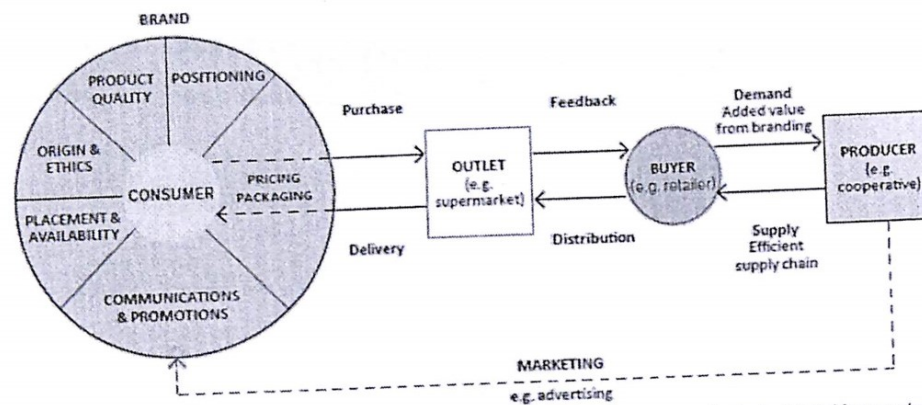 BRAND
PRODUCT
QUALITY
POSITIONING
ORIGIN &
ETHICS
CONSUMER
PRICING
PACKAGING
PLACEMENT &
AVAILABILITY
COMMUNICATIONS
& PROMOTIONS
Purchase
Delivery
OUTLET
(e.g.
supermarket)
Feedback
Distribution
BUYER
(e.g. retailer)
Demand
Added value
from branding
Supply
Efficient
supply chain
PRODUCER
(e.g.
cooperative)
MARKETING
e.g. advertising